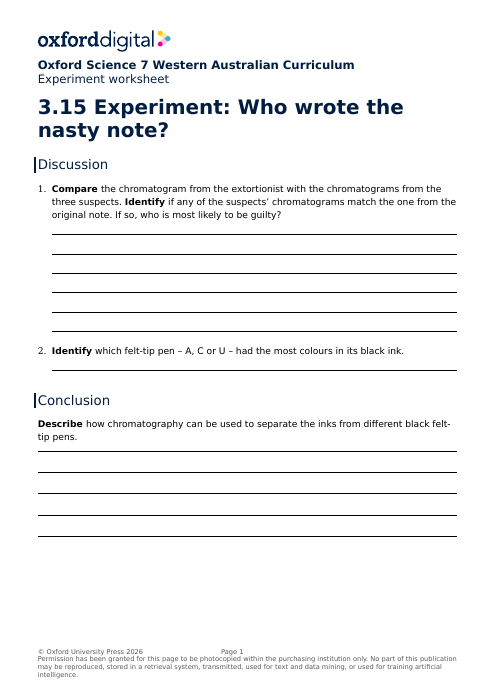 oxforddigital
Oxford Science 7 Western Australian Curriculum
Experiment worksheet
3.15 Experiment: Who wrote the
nasty note?
Discussion
1. Compare the chromatogram from the extortionist with the chromatograms from the
three suspects. Identify if any of the suspects’ chromatograms match the one from the
original note. If so, who is most likely to be guilty?
2. Identify which felt-tip pen – A, C or U – had the most colours in its black ink.
Conclusion
Describe how chromatography can be used to separate the inks from different black felt-
tip pens.
© Oxford University Press 2026 Page 1
Permission has been granted for this page to be photocopied within the purchasing institution only. No part of this publication
may be reproduced, stored in a retrieval system, transmitted, used for text and data mining, or used for training artificial
intelligence.